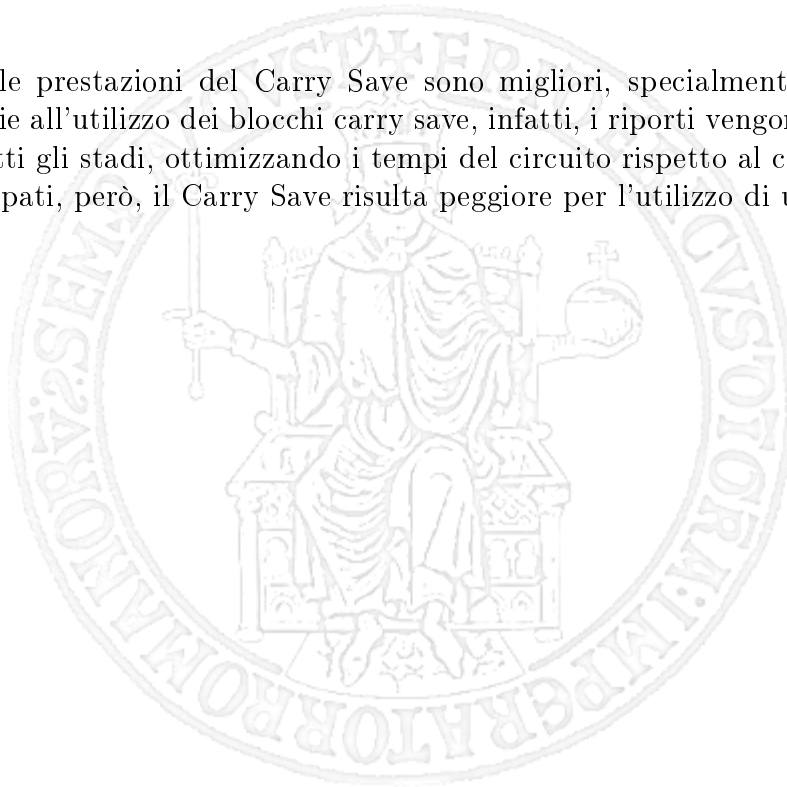 le prestazioni del Carry Save sono migliori, specialment
ie all'utilizzo dei blocchi carry save, infatti, i riporti vengo
tti gli stadi, ottimizzando i tempi del circuito rispetto al c
pati, però, il Carry Save risulta peggiore per l'utilizzo di u